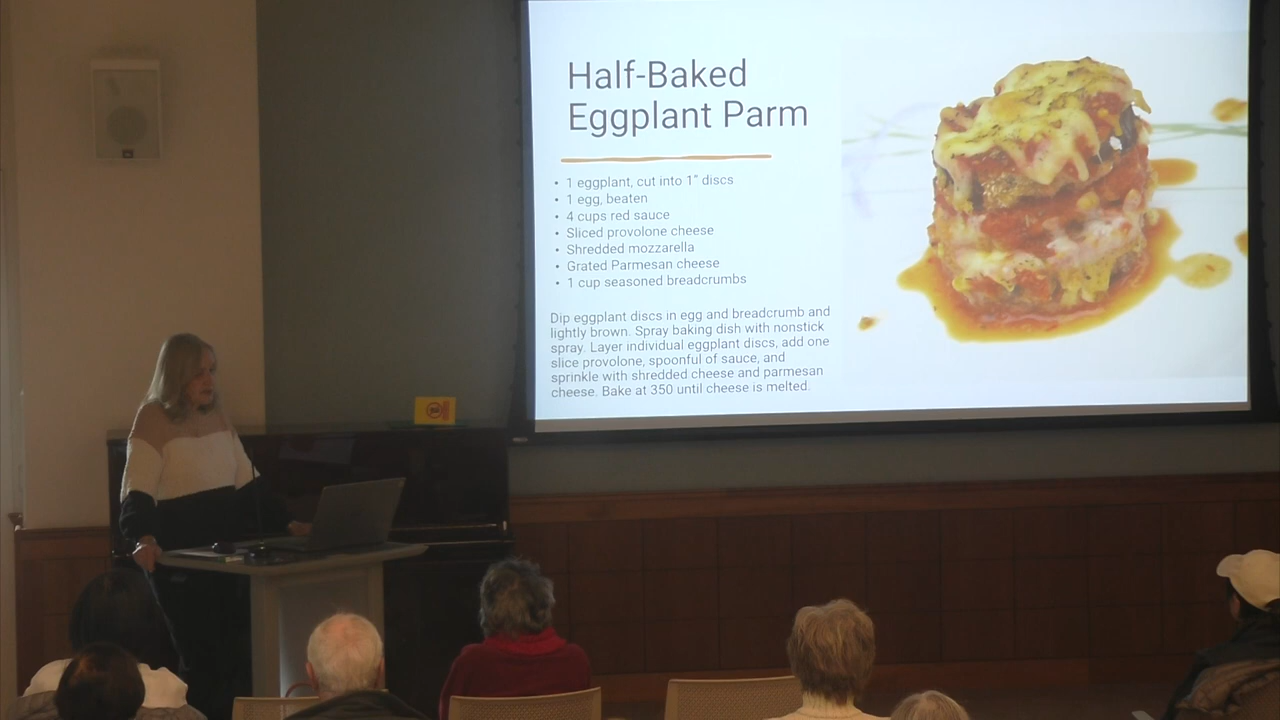 Half-Baked
Eggplant Parm
• 1 eggplant, cut into 1" discs
• 1 egg, beaten
• 4 cups red sauce
• Sliced provolone cheese
• Shredded mozzarella
• Grated Parmesan cheese
• 1 cup seasoned breadcrumbs
Dip eggplant discs in egg and breadcrumb and
lightly brown. Spray baking dish with nonstick
spray. Layer individual eggplant discs, add one
slice provolone, spoonful of sauce, and
sprinkle with shredded cheese and parmesan
cheese. Bake at 350 until cheese is melted.